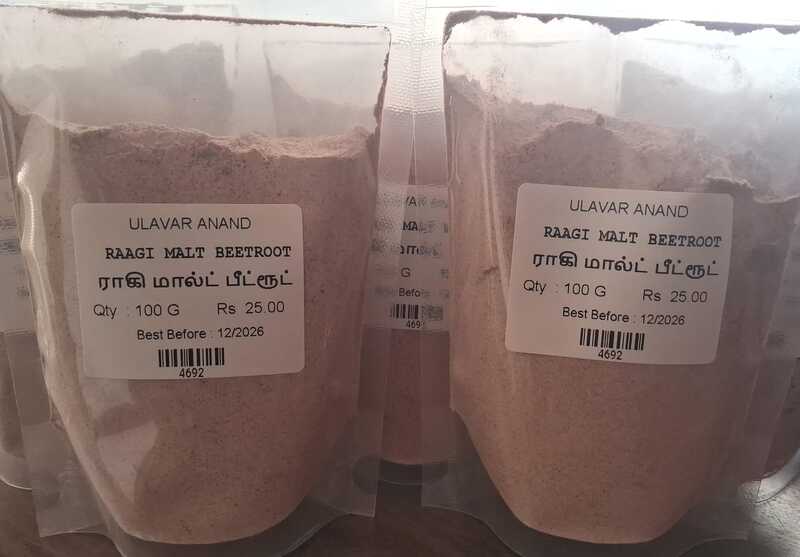 ULAVAR ANAND
RAAGI MALT BEETROOT
ராகி மால்ட் பீட்ரூட்
Qty : 100 G Rs 25.00
Best Before : 12/2026
4692
ULAVAR ANAND
RAAGI MALT BEETROOT
ராகி மால்ட் பீட்ரூட்
Qty : 100 G Rs 25.00
Best Before : 12/2026
4692